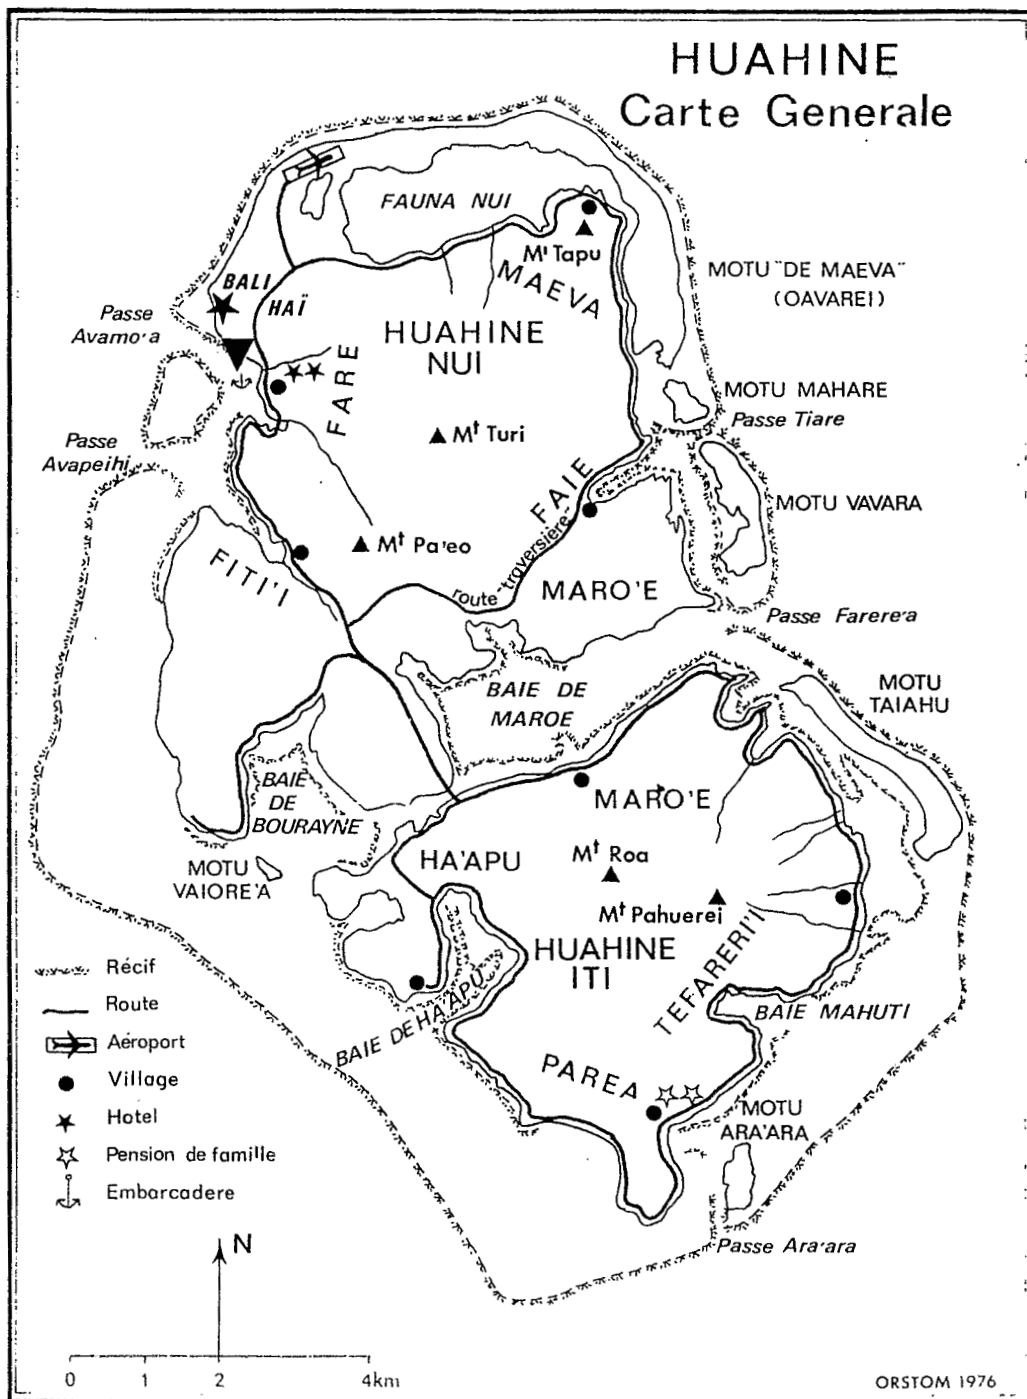 HUAHINE
Carte Generale
FAUNA NUI
Mt Tapu
MAEVA
MOTU "DE MAEVA"
(OAVAREI)
BALI
HAÏ
Passe
Avamo'a
HUAHINE
NUI
FARE
MOTU MAHARE
Passe Tiare
Mt Turi
Passe
Avapeihi
FAIE
MOTU VAVARA
Mt Pa'eo
FITI'I
route "traversière"
MARO'E
Passe Farere'a
BAIE DE
MAROE
MOTU
TAIAHU
BAIE
DE
BOURAYNE
MARO'E
MOTU
VAIORE'A
HA'APU
Mt Roa
Mt Pahuerei
HUAHINE
ITI
TEFARERI'I
BAIE DE HA'APU
BAIE MAHUTI
PAREA
MOTU
ARA'ARA
Passe Ara'ara
Récif
Route
Aéroport
Village
Hotel
Pension de famille
Embarcadere
N
0 1 2 4km
ORSTOM 1976